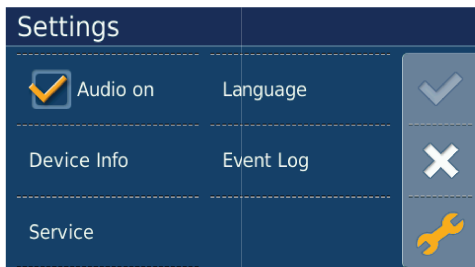 Settings
Audio on
Language
Device Info
Event Log
Service